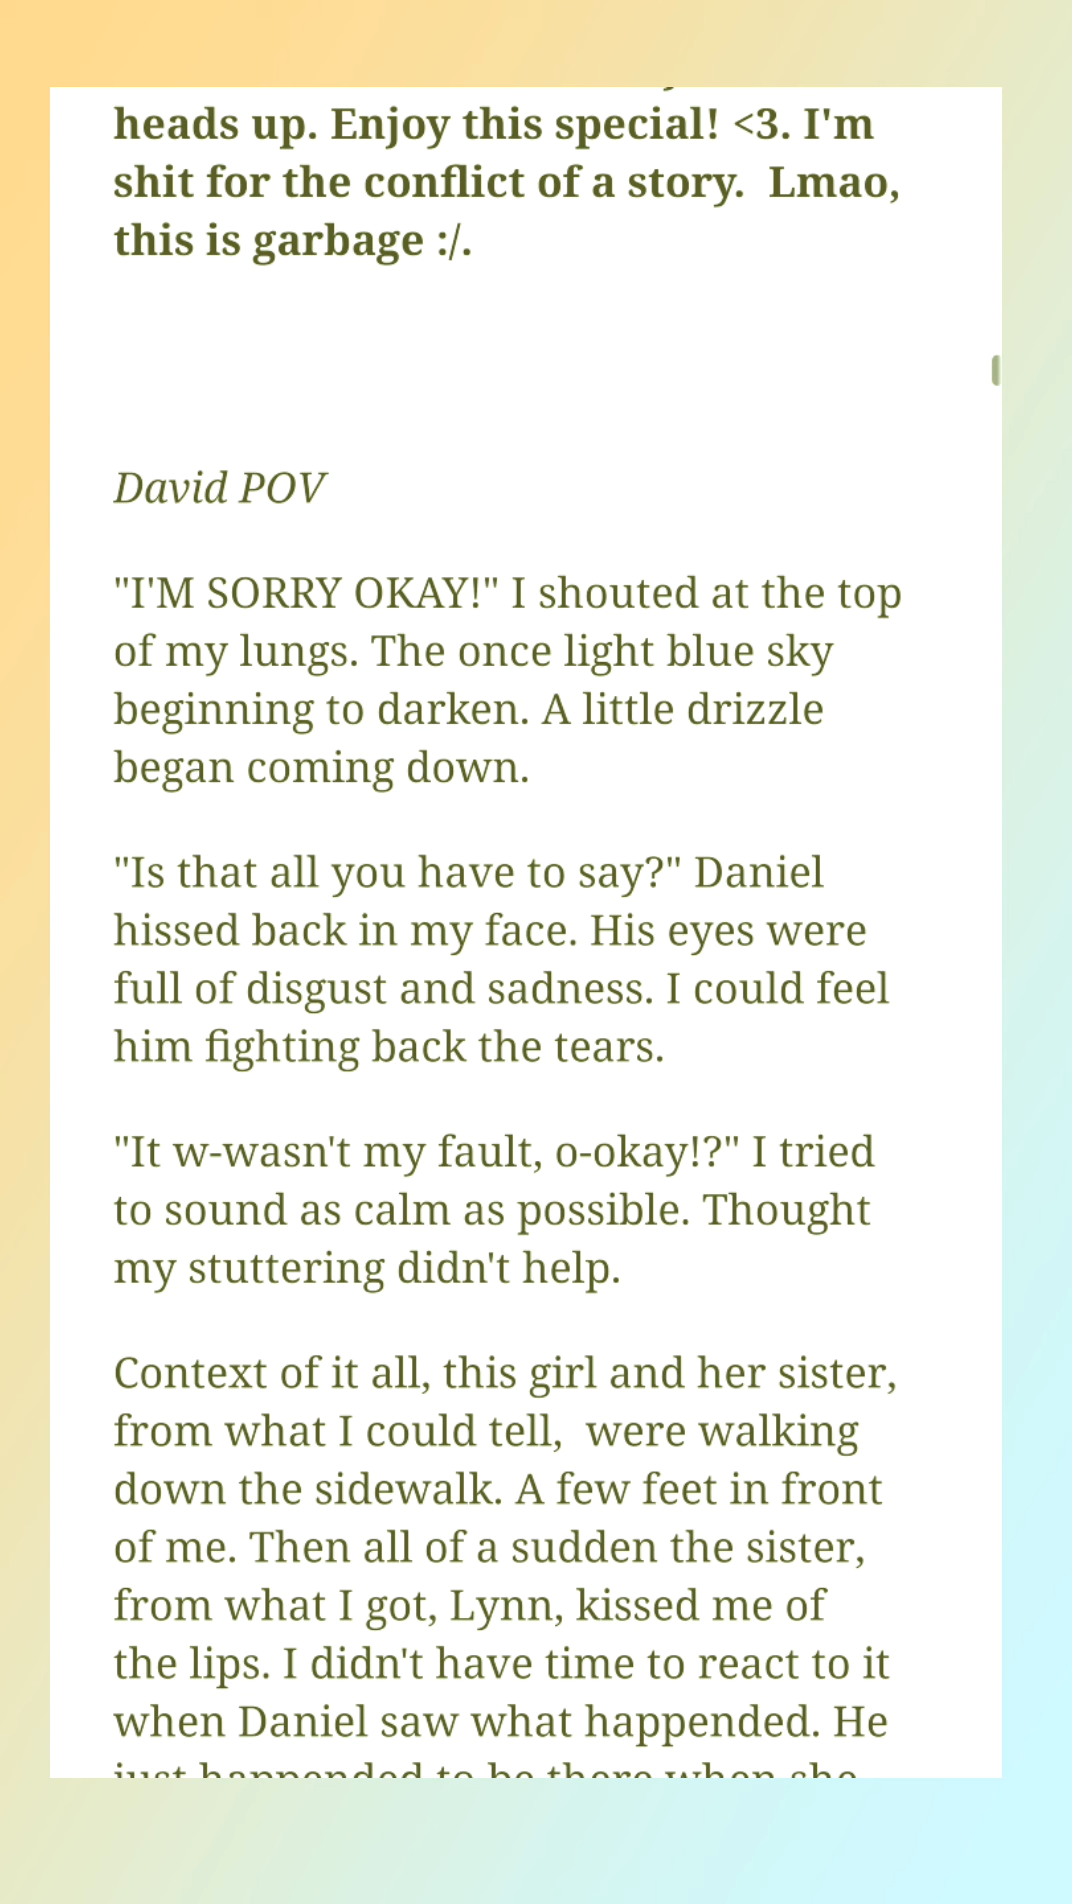 heads up. Enjoy this special! <3. I'm
shit for the conflict of a story.  Lmao,
this is garbage :/.
David POV
"I'M SORRY OKAY!" I shouted at the top
of my lungs. The once light blue sky
beginning to darken. A little drizzle
began coming down.
"Is that all you have to say?" Daniel
hissed back in my face. His eyes were
full of disgust and sadness. I could feel
him fighting back the tears.
"It w-wasn't my fault, o-okay!?" I tried
to sound as calm as possible. Thought
my stuttering didn't help.
Context of it all, this girl and her sister,
from what I could tell,  were walking
down the sidewalk. A few feet in front
of me. Then all of a sudden the sister,
from what I got, Lynn, kissed me of
the lips. I didn't have time to react to it
when Daniel saw what happended. He
just happended to be there when she